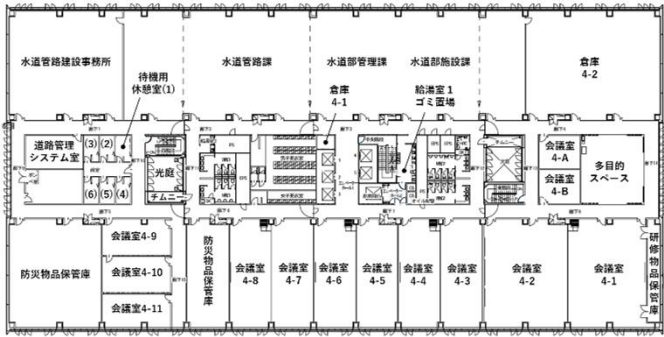 水道管路建設事務所
水道管路課
水道部管理課
水道部施設課
倉庫
4-2
待機用
休憩室(1)
倉庫
4-1
給湯室1
ゴミ置場
道路管理
システム室
(3)
(2)
(6)
(5)
(4)
光庭
チムニー
会議室
4-A
会議室
4-B
多目的
スペース
防災物品保管庫
会議室4-9
会議室4-10
会議室4-11
防災物品保管庫
会議室
4-8
会議室
4-7
会議室
4-6
会議室
4-5
会議室
4-4
会議室
4-3
会議室
4-2
会議室
4-1
研修物品保管庫